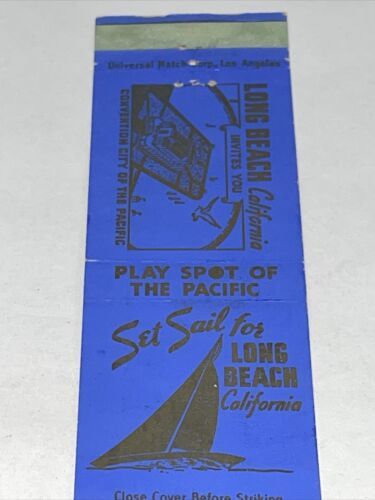 Universal Match Corp., Los Angeles
LONG BEACH California
INVITES YOU
CONVENTION CITY OF THE PACIFIC
PLAY SPOT OF
THE PACIFIC
Set Sail for
LONG
BEACH
California
Close Cover Before Striking